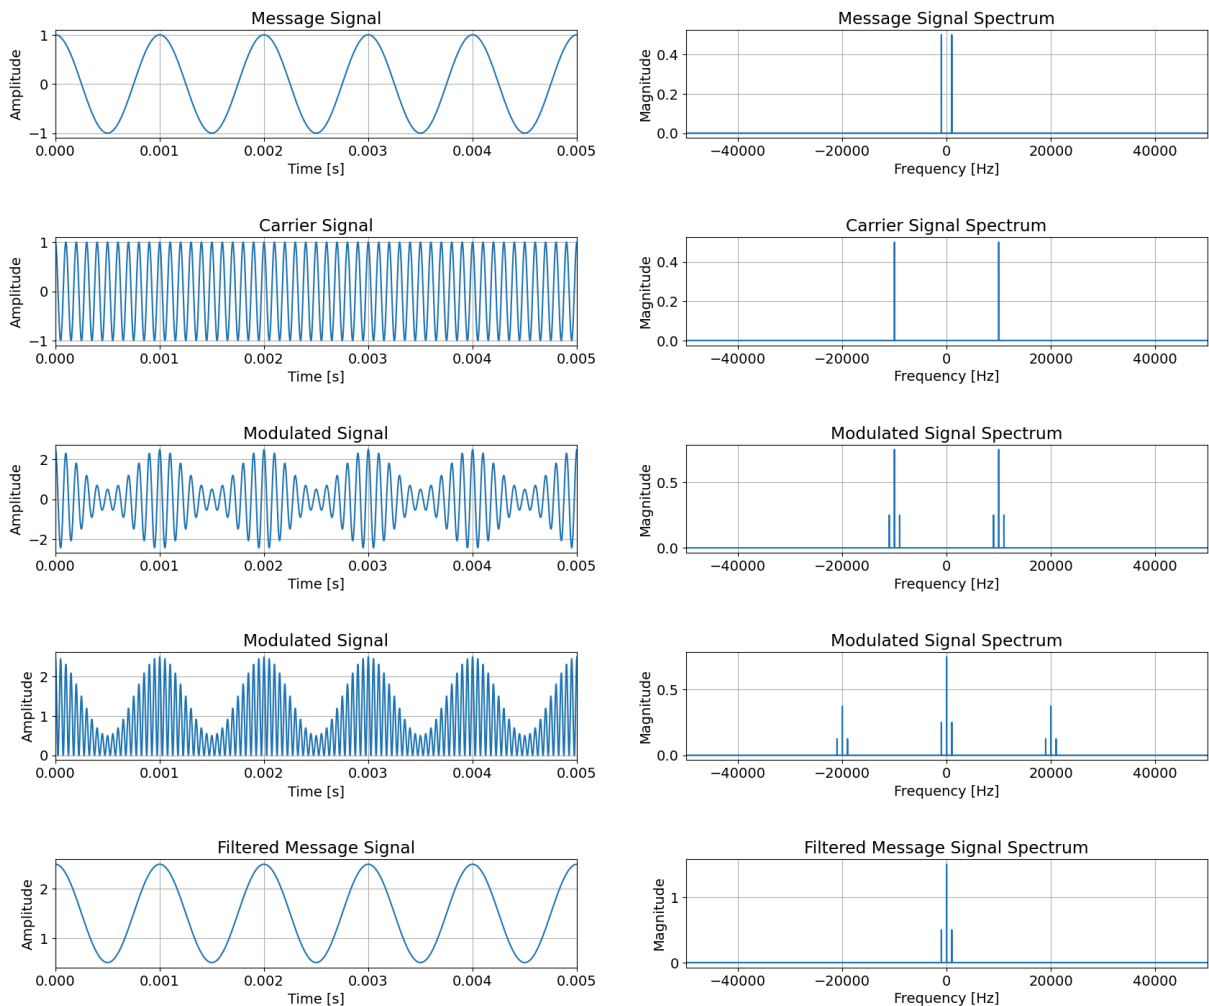 Message Signal
Amplitude
1
0
−1
0.000 0.001 0.002 0.003 0.004 0.005
Time [s]
Message Signal Spectrum
Magnitude
0.4
0.2
0.0
−40000 −20000 0 20000 40000
Frequency [Hz]
Carrier Signal
Amplitude
1
0
−1
0.000 0.001 0.002 0.003 0.004 0.005
Time [s]
Carrier Signal Spectrum
Magnitude
0.4
0.2
0.0
−40000 −20000 0 20000 40000
Frequency [Hz]
Modulated Signal
Amplitude
2
0
−2
0.000 0.001 0.002 0.003 0.004 0.005
Time [s]
Modulated Signal Spectrum
Magnitude
0.5
0.0
−40000 −20000 0 20000 40000
Frequency [Hz]
Modulated Signal
Amplitude
2
1
0
0.000 0.001 0.002 0.003 0.004 0.005
Time [s]
Modulated Signal Spectrum
Magnitude
0.5
0.0
−40000 −20000 0 20000 40000
Frequency [Hz]
Filtered Message Signal
Amplitude
2
1
0.000 0.001 0.002 0.003 0.004 0.005
Time [s]
Filtered Message Signal Spectrum
Magnitude
1
0
−40000 −20000 0 20000 40000
Frequency [Hz]